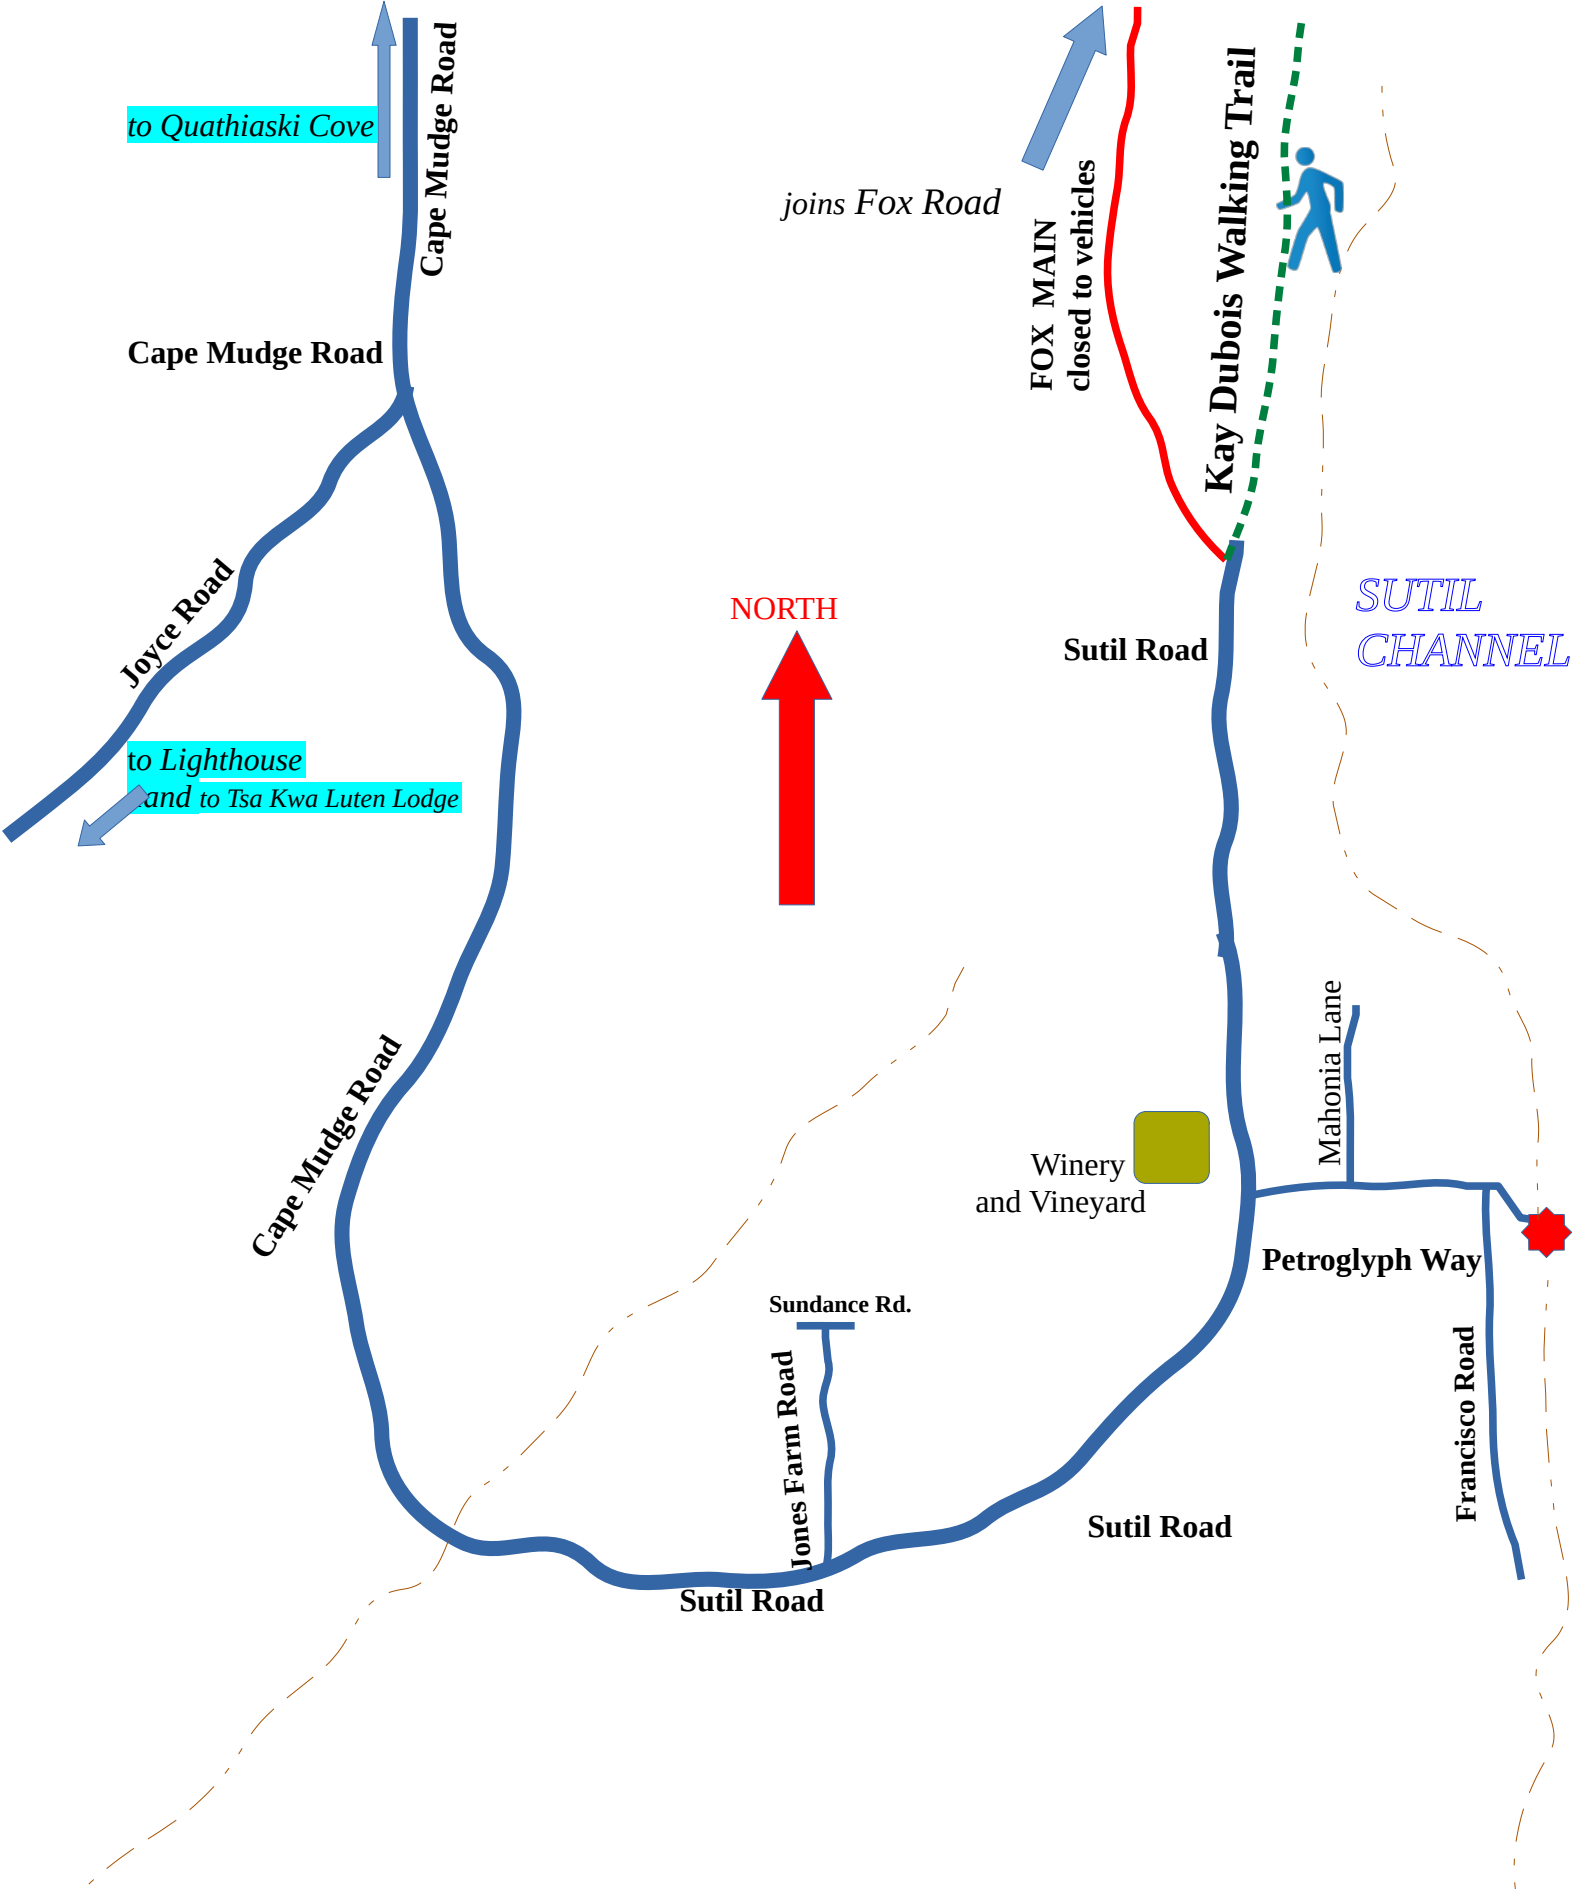 Cape Mudge Road
to Quathiaski Cove
Cape Mudge Road
Joyce Road
to Lighthouse
and to Tsa Kwa Luten Lodge
Cape Mudge Road
joins Fox Road
FOX MAIN
closed to vehicles
Kay Dubois Walking Trail
NORTH
Sutil Road
SUTIL
CHANNEL
Mahonia Lane
Winery
and Vineyard
Petroglyph Way
Sundance Rd.
Jones Farm Road
Francisco Road
Sutil Road
Sutil Road